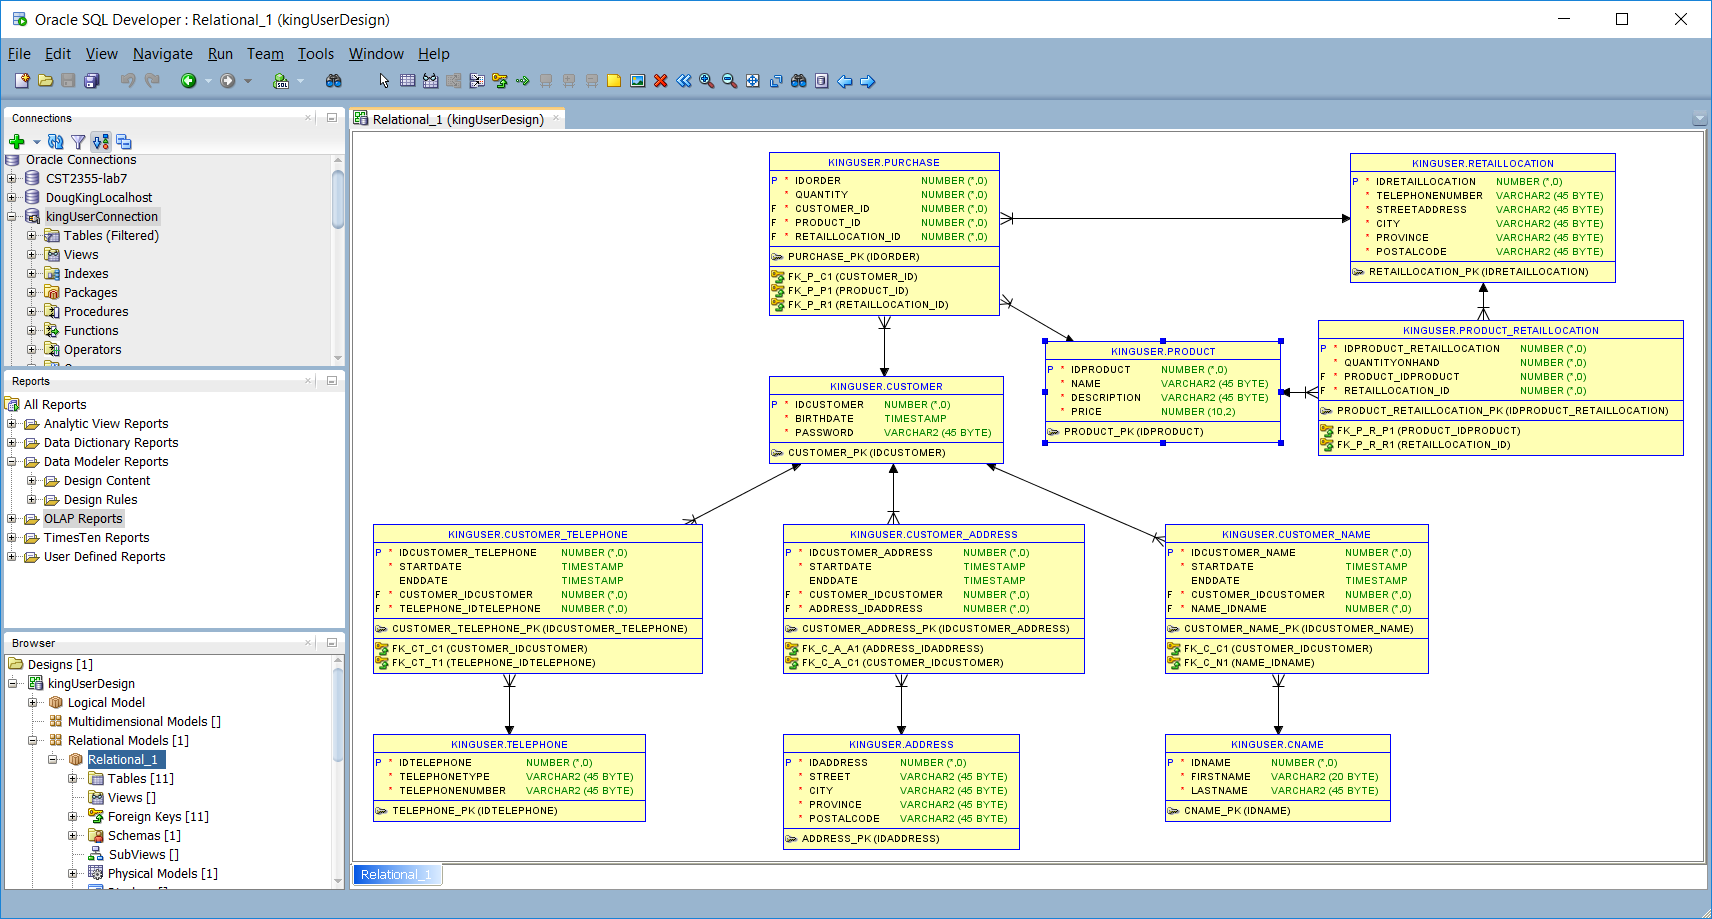 Oracle SQL Developer : Relational_1 (kingUserDesign)
File Edit View Navigate Run Team Tools Window Help
Connections
Oracle Connections
CST2355-lab7
DougKingLocalhost
kingUserConnection
Tables (Filtered)
Views
Indexes
Packages
Procedures
Functions
Operators
Reports
All Reports
Analytic View Reports
Data Dictionary Reports
Data Modeler Reports
Design Content
Design Rules
OLAP Reports
TimesTen Reports
User Defined Reports
Browser
Designs [1]
kingUserDesign
Logical Model
Multidimensional Models []
Relational Models [1]
Relational_1
Tables [11]
Views []
Foreign Keys [11]
Schemas [1]
SubViews []
Physical Models [1]
Relational_1 (kingUserDesign)
KINGUSER.PURCHASE
P * IDORDER NUMBER (*,0)
* QUANTITY NUMBER (*,0)
F * CUSTOMER_ID NUMBER (*,0)
F * PRODUCT_ID NUMBER (*,0)
F * RETAILLOCATION_ID NUMBER (*,0)
PURCHASE_PK (IDORDER)
FK_P_C1 (CUSTOMER_ID)
FK_P_P1 (PRODUCT_ID)
FK_P_R1 (RETAILLOCATION_ID)
KINGUSER.RETAILLOCATION
P * IDRETAILLOCATION NUMBER (*,0)
* TELEPHONENUMBER VARCHAR2 (45 BYTE)
* STREETADDRESS VARCHAR2 (45 BYTE)
* CITY VARCHAR2 (45 BYTE)
* PROVINCE VARCHAR2 (45 BYTE)
* POSTALCODE VARCHAR2 (45 BYTE)
RETAILLOCATION_PK (IDRETAILLOCATION)
KINGUSER.PRODUCT
P * IDPRODUCT NUMBER (*,0)
* NAME VARCHAR2 (45 BYTE)
* DESCRIPTION VARCHAR2 (45 BYTE)
* PRICE NUMBER (10,2)
PRODUCT_PK (IDPRODUCT)
KINGUSER.PRODUCT_RETAILLOCATION
P * IDPRODUCT_RETAILLOCATION NUMBER (*,0)
* QUANTITYONHAND NUMBER (*,0)
F * PRODUCT_IDPRODUCT NUMBER (*,0)
F * RETAILLOCATION_ID NUMBER (*,0)
PRODUCT_RETAILLOCATION_PK (IDPRODUCT_RETAILLOCATION)
FK_P_R_P1 (PRODUCT_IDPRODUCT)
FK_P_R_R1 (RETAILLOCATION_ID)
KINGUSER.CUSTOMER
P * IDCUSTOMER NUMBER (*,0)
* BIRTHDATE TIMESTAMP
* PASSWORD VARCHAR2 (45 BYTE)
CUSTOMER_PK (IDCUSTOMER)
KINGUSER.CUSTOMER_TELEPHONE
P * IDCUSTOMER_TELEPHONE NUMBER (*,0)
* STARTDATE TIMESTAMP
ENDDATE TIMESTAMP
F * CUSTOMER_IDCUSTOMER NUMBER (*,0)
F * TELEPHONE_IDTELEPHONE NUMBER (*,0)
CUSTOMER_TELEPHONE_PK (IDCUSTOMER_TELEPHONE)
FK_CT_C1 (CUSTOMER_IDCUSTOMER)
FK_CT_T1 (TELEPHONE_IDTELEPHONE)
KINGUSER.CUSTOMER_ADDRESS
P * IDCUSTOMER_ADDRESS NUMBER (*,0)
* STARTDATE TIMESTAMP
ENDDATE TIMESTAMP
F * CUSTOMER_IDCUSTOMER NUMBER (*,0)
F * ADDRESS_IDADDRESS NUMBER (*,0)
CUSTOMER_ADDRESS_PK (IDCUSTOMER_ADDRESS)
FK_C_A_A1 (ADDRESS_IDADDRESS)
FK_C_A_C1 (CUSTOMER_IDCUSTOMER)
KINGUSER.CUSTOMER_NAME
P * IDCUSTOMER_NAME NUMBER (*,0)
* STARTDATE TIMESTAMP
ENDDATE TIMESTAMP
F * CUSTOMER_IDCUSTOMER NUMBER (*,0)
F * NAME_IDNAME NUMBER (*,0)
CUSTOMER_NAME_PK (IDCUSTOMER_NAME)
FK_C_C1 (CUSTOMER_IDCUSTOMER)
FK_C_N1 (NAME_IDNAME)
KINGUSER.TELEPHONE
P * IDTELEPHONE NUMBER (*,0)
* TELEPHONETYPE VARCHAR2 (45 BYTE)
* TELEPHONENUMBER VARCHAR2 (45 BYTE)
TELEPHONE_PK (IDTELEPHONE)
KINGUSER.ADDRESS
P * IDADDRESS NUMBER (*,0)
* STREET VARCHAR2 (45 BYTE)
* CITY VARCHAR2 (45 BYTE)
* PROVINCE VARCHAR2 (45 BYTE)
* POSTALCODE VARCHAR2 (45 BYTE)
ADDRESS_PK (IDADDRESS)
KINGUSER.CNAME
P * IDNAME NUMBER (*,0)
* FIRSTNAME VARCHAR2 (20 BYTE)
* LASTNAME VARCHAR2 (45 BYTE)
CNAME_PK (IDNAME)
Relational_1